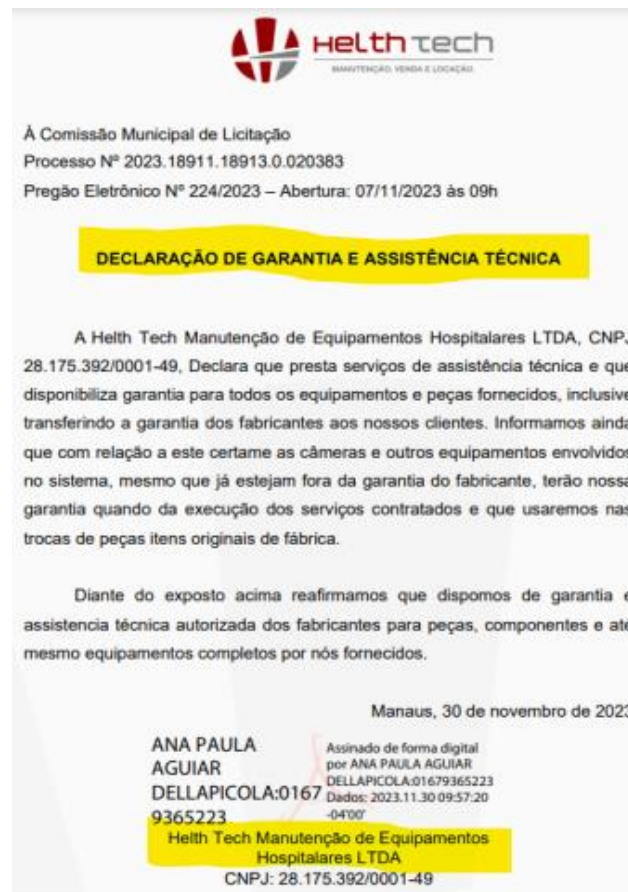 Helth Tech
MANUTENÇÃO, VENDA E LOCAÇÃO.
À Comissão Municipal de Licitação
Processo Nº 2023.18911.18913.0.020383
Pregão Eletrônico Nº 224/2023 – Abertura: 07/11/2023 às 09h
DECLARAÇÃO DE GARANTIA E ASSISTÊNCIA TÉCNICA
A Helth Tech Manutenção de Equipamentos Hospitalares LTDA, CNPJ
28.175.392/0001-49, Declara que presta serviços de assistência técnica e que
disponibiliza garantia para todos os equipamentos e peças fornecidos, inclusive
transferindo a garantia dos fabricantes aos nossos clientes. Informamos ainda
que com relação a este certame as câmeras e outros equipamentos envolvidos
no sistema, mesmo que já estejam fora da garantia do fabricante, terão nossa
garantia quando da execução dos serviços contratados e que usaremos nas
trocas de peças itens originais de fábrica.
Diante do exposto acima reafirmamos que dispomos de garantia e
assistencia técnica autorizada dos fabricantes para peças, componentes e até
mesmo equipamentos completos por nós fornecidos.
Manaus, 30 de novembro de 2023
ANA PAULA
AGUIAR
DELLAPICOLA:0167
9365223
Assinado de forma digital
por ANA PAULA AGUIAR
DELLAPICOLA:01679365223
Dados: 2023.11.30 09:57:20
-04'00'
Helth Tech Manutenção de Equipamentos
Hospitalares LTDA
CNPJ: 28.175.392/0001-49